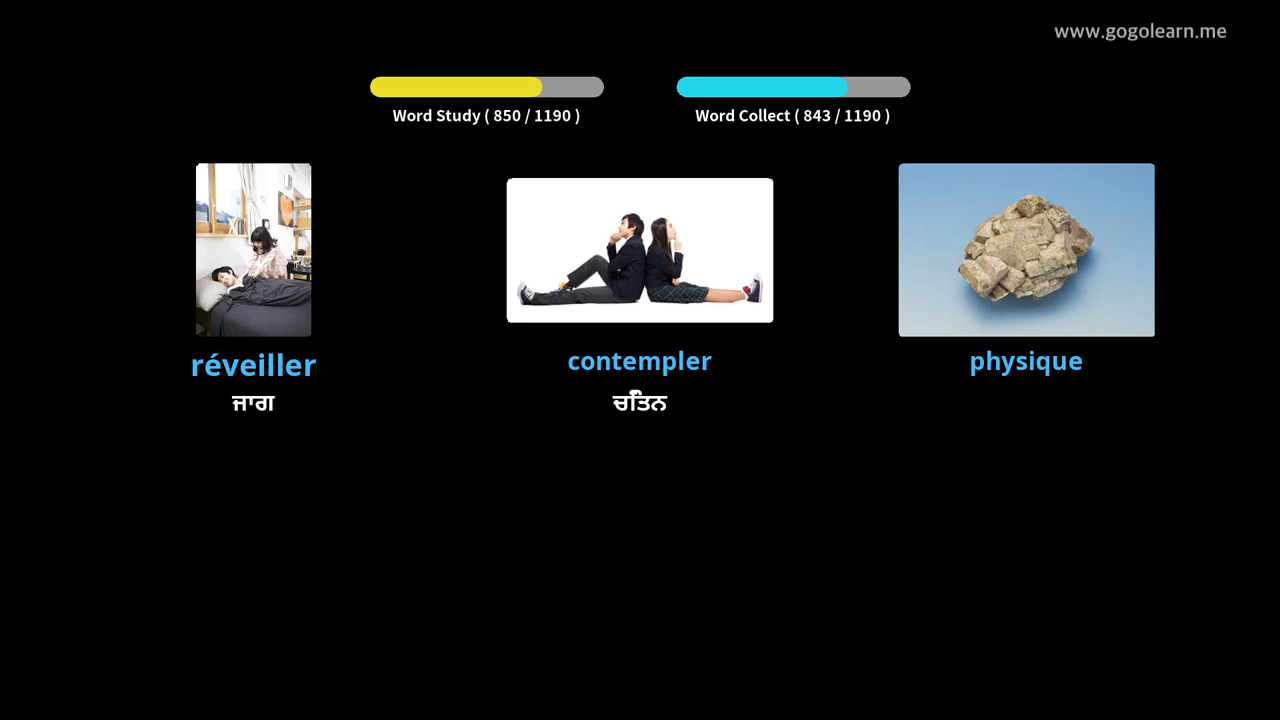 www.gogolearn.me
Word Study ( 850 / 1190 )
Word Collect ( 843 / 1190 )
réveiller
contempler
physique
ਜਾਗ
ਚਿੰਤਨ